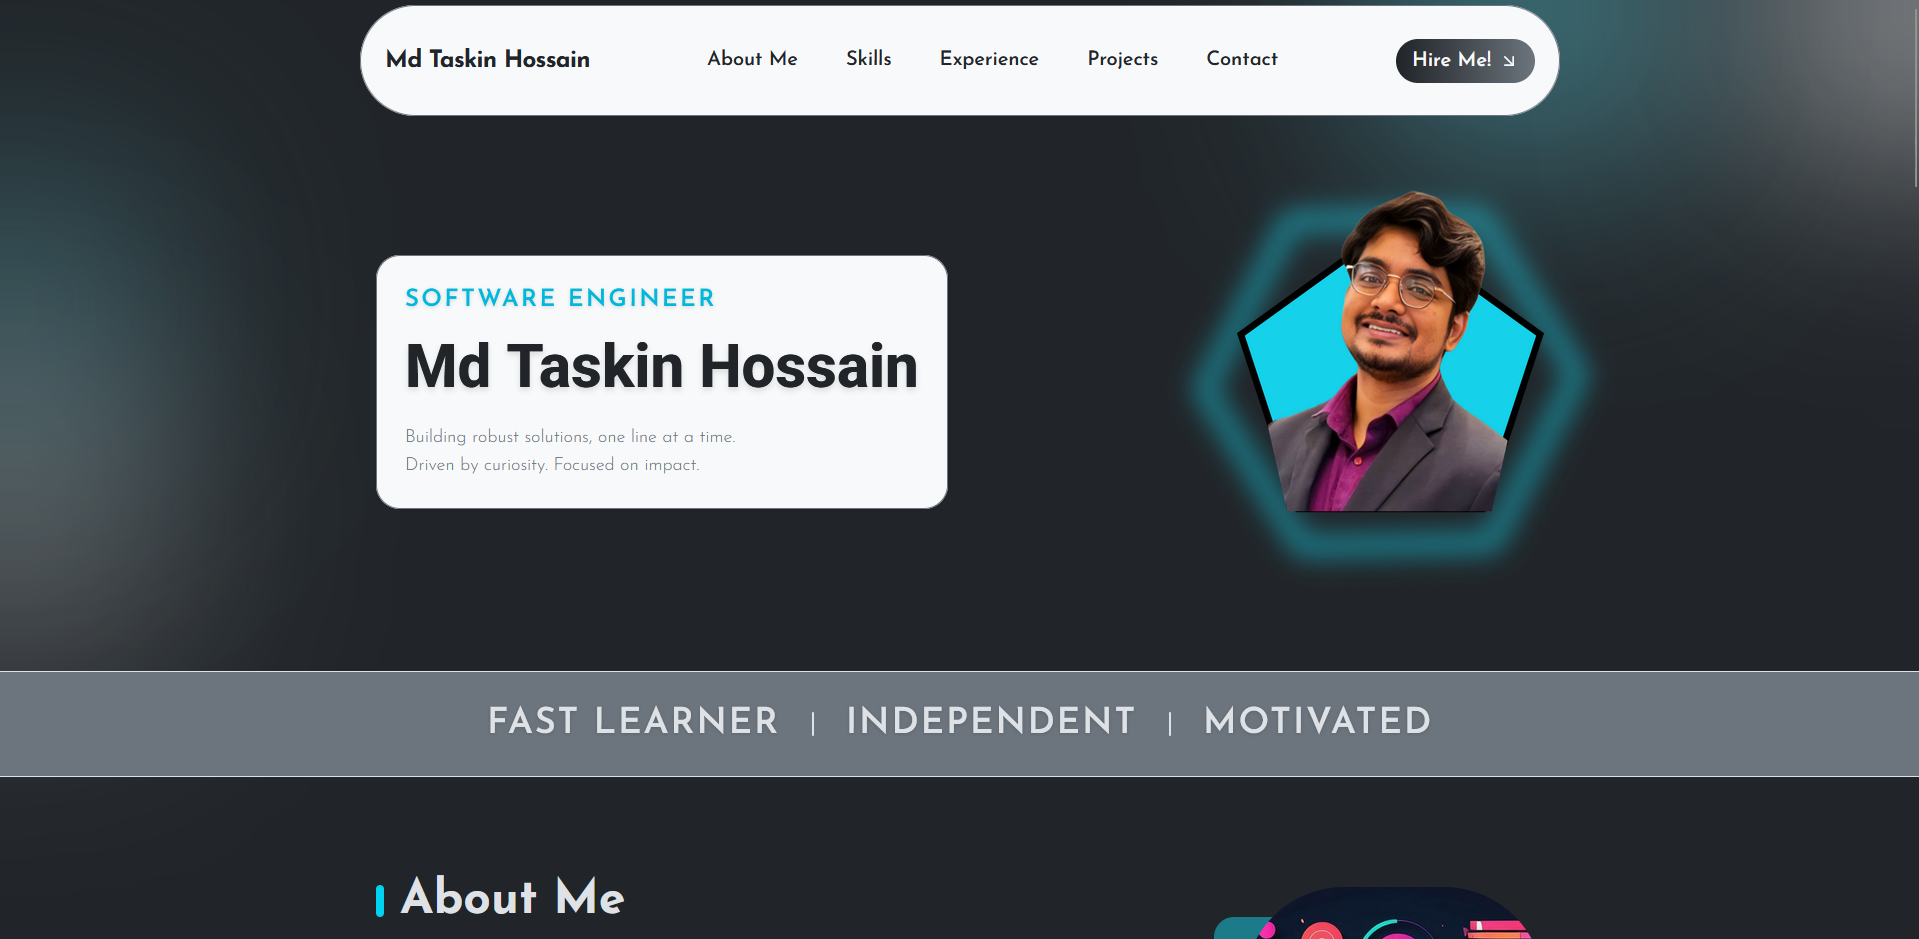 Md Taskin Hossain
About Me
Skills
Experience
Projects
Contact
Hire Me!
SOFTWARE ENGINEER
Md Taskin Hossain
Building robust solutions, one line at a time.
Driven by curiosity. Focused on impact.
FAST LEARNER | INDEPENDENT | MOTIVATED
About Me